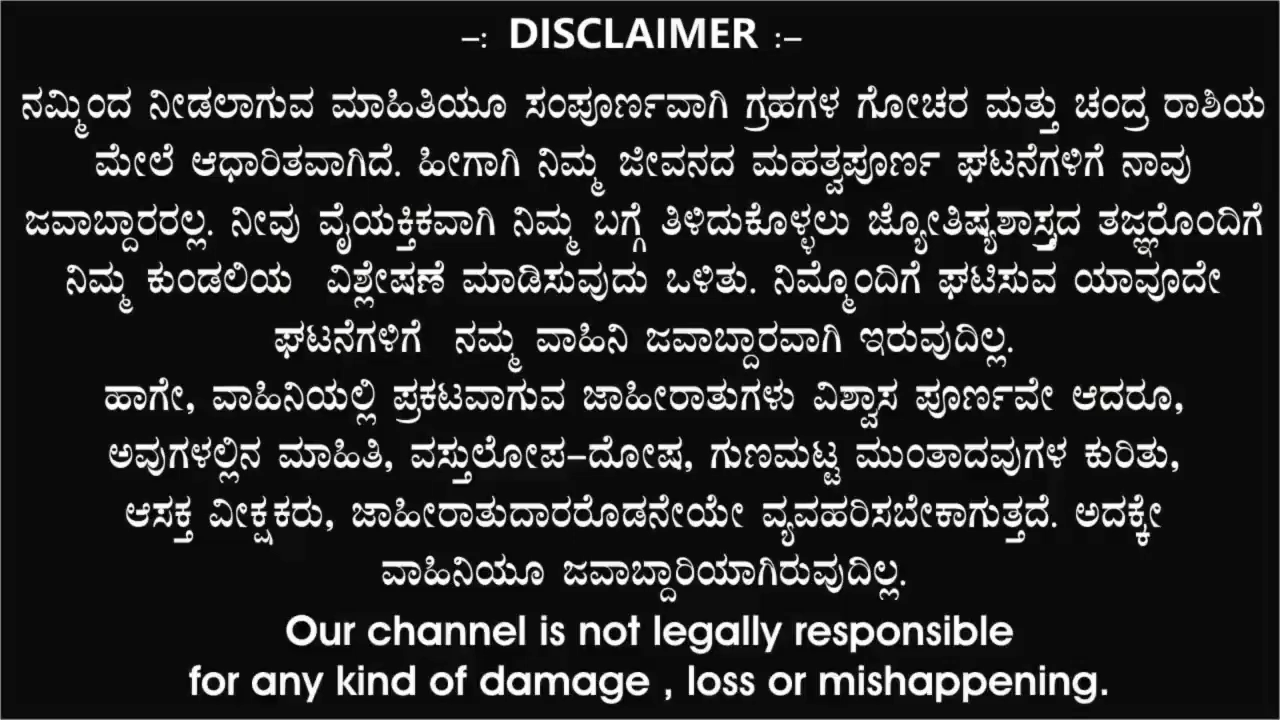 –: DISCLAIMER :–
ನಮ್ಮಿಂದ ನೀಡಲಾಗುವ ಮಾಹಿತಿಯೂ ಸಂಪೂರ್ಣವಾಗಿ ಗ್ರಹಗಳ ಗೋಚರ ಮತ್ತು ಚಂದ್ರ ರಾಶಿಯ
ಮೇಲೆ ಆಧಾರಿತವಾಗಿದೆ. ಹೀಗಾಗಿ ನಿಮ್ಮ ಜೀವನದ ಮಹತ್ವಪೂರ್ಣ ಘಟನೆಗಳಿಗೆ ನಾವು
ಜವಾಬ್ದಾರರಲ್ಲ. ನೀವು ವೈಯಕ್ತಿಕವಾಗಿ ನಿಮ್ಮ ಬಗ್ಗೆ ತಿಳಿದುಕೊಳ್ಳಲು ಜ್ಯೋತಿಷ್ಯಶಾಸ್ತ್ರದ ತಜ್ಞರೊಂದಿಗೆ
ನಿಮ್ಮ ಕುಂಡಲಿಯ ವಿಶ್ಲೇಷಣೆ ಮಾಡಿಸುವುದು ಒಳಿತು. ನಿಮ್ಮೊಂದಿಗೆ ಘಟಿಸುವ ಯಾವೂದೇ
ಘಟನೆಗಳಿಗೆ ನಮ್ಮ ವಾಹಿನಿ ಜವಾಬ್ದಾರವಾಗಿ ಇರುವುದಿಲ್ಲ.
ಹಾಗೇ, ವಾಹಿನಿಯಲ್ಲಿ ಪ್ರಕಟವಾಗುವ ಜಾಹೀರಾತುಗಳು ವಿಶ್ವಾಸ ಪೂರ್ಣವೇ ಆದರೂ,
ಅವುಗಳಲ್ಲಿನ ಮಾಹಿತಿ, ವಸ್ತುಲೋಪ–ದೋಷ, ಗುಣಮಟ್ಟ ಮುಂತಾದವುಗಳ ಕುರಿತು,
ಆಸಕ್ತ ವೀಕ್ಷಕರು, ಜಾಹೀರಾತುದಾರರೊಡನೇಯೇ ವ್ಯವಹರಿಸಬೇಕಾಗುತ್ತದೆ. ಅದಕ್ಕೇ
ವಾಹಿನಿಯೂ ಜವಾಬ್ದಾರಿಯಾಗಿರುವುದಿಲ್ಲ.
Our channel is not legally responsible
for any kind of damage , loss or mishappening.